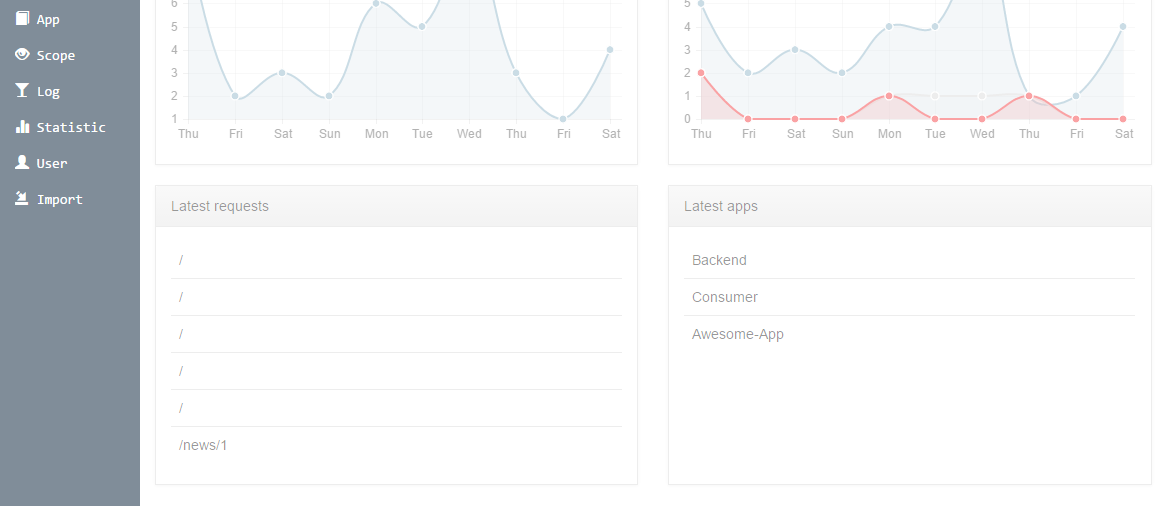 App
Scope
Log
Statistic
User
Import
6
5
4
3
2
1
Thu Fri Sat Sun Mon Tue Wed Thu Fri Sat
5
4
3
2
1
0
Thu Fri Sat Sun Mon Tue Wed Thu Fri Sat
Latest requests
/
/
/
/
/
/news/1
Latest apps
Backend
Consumer
Awesome-App